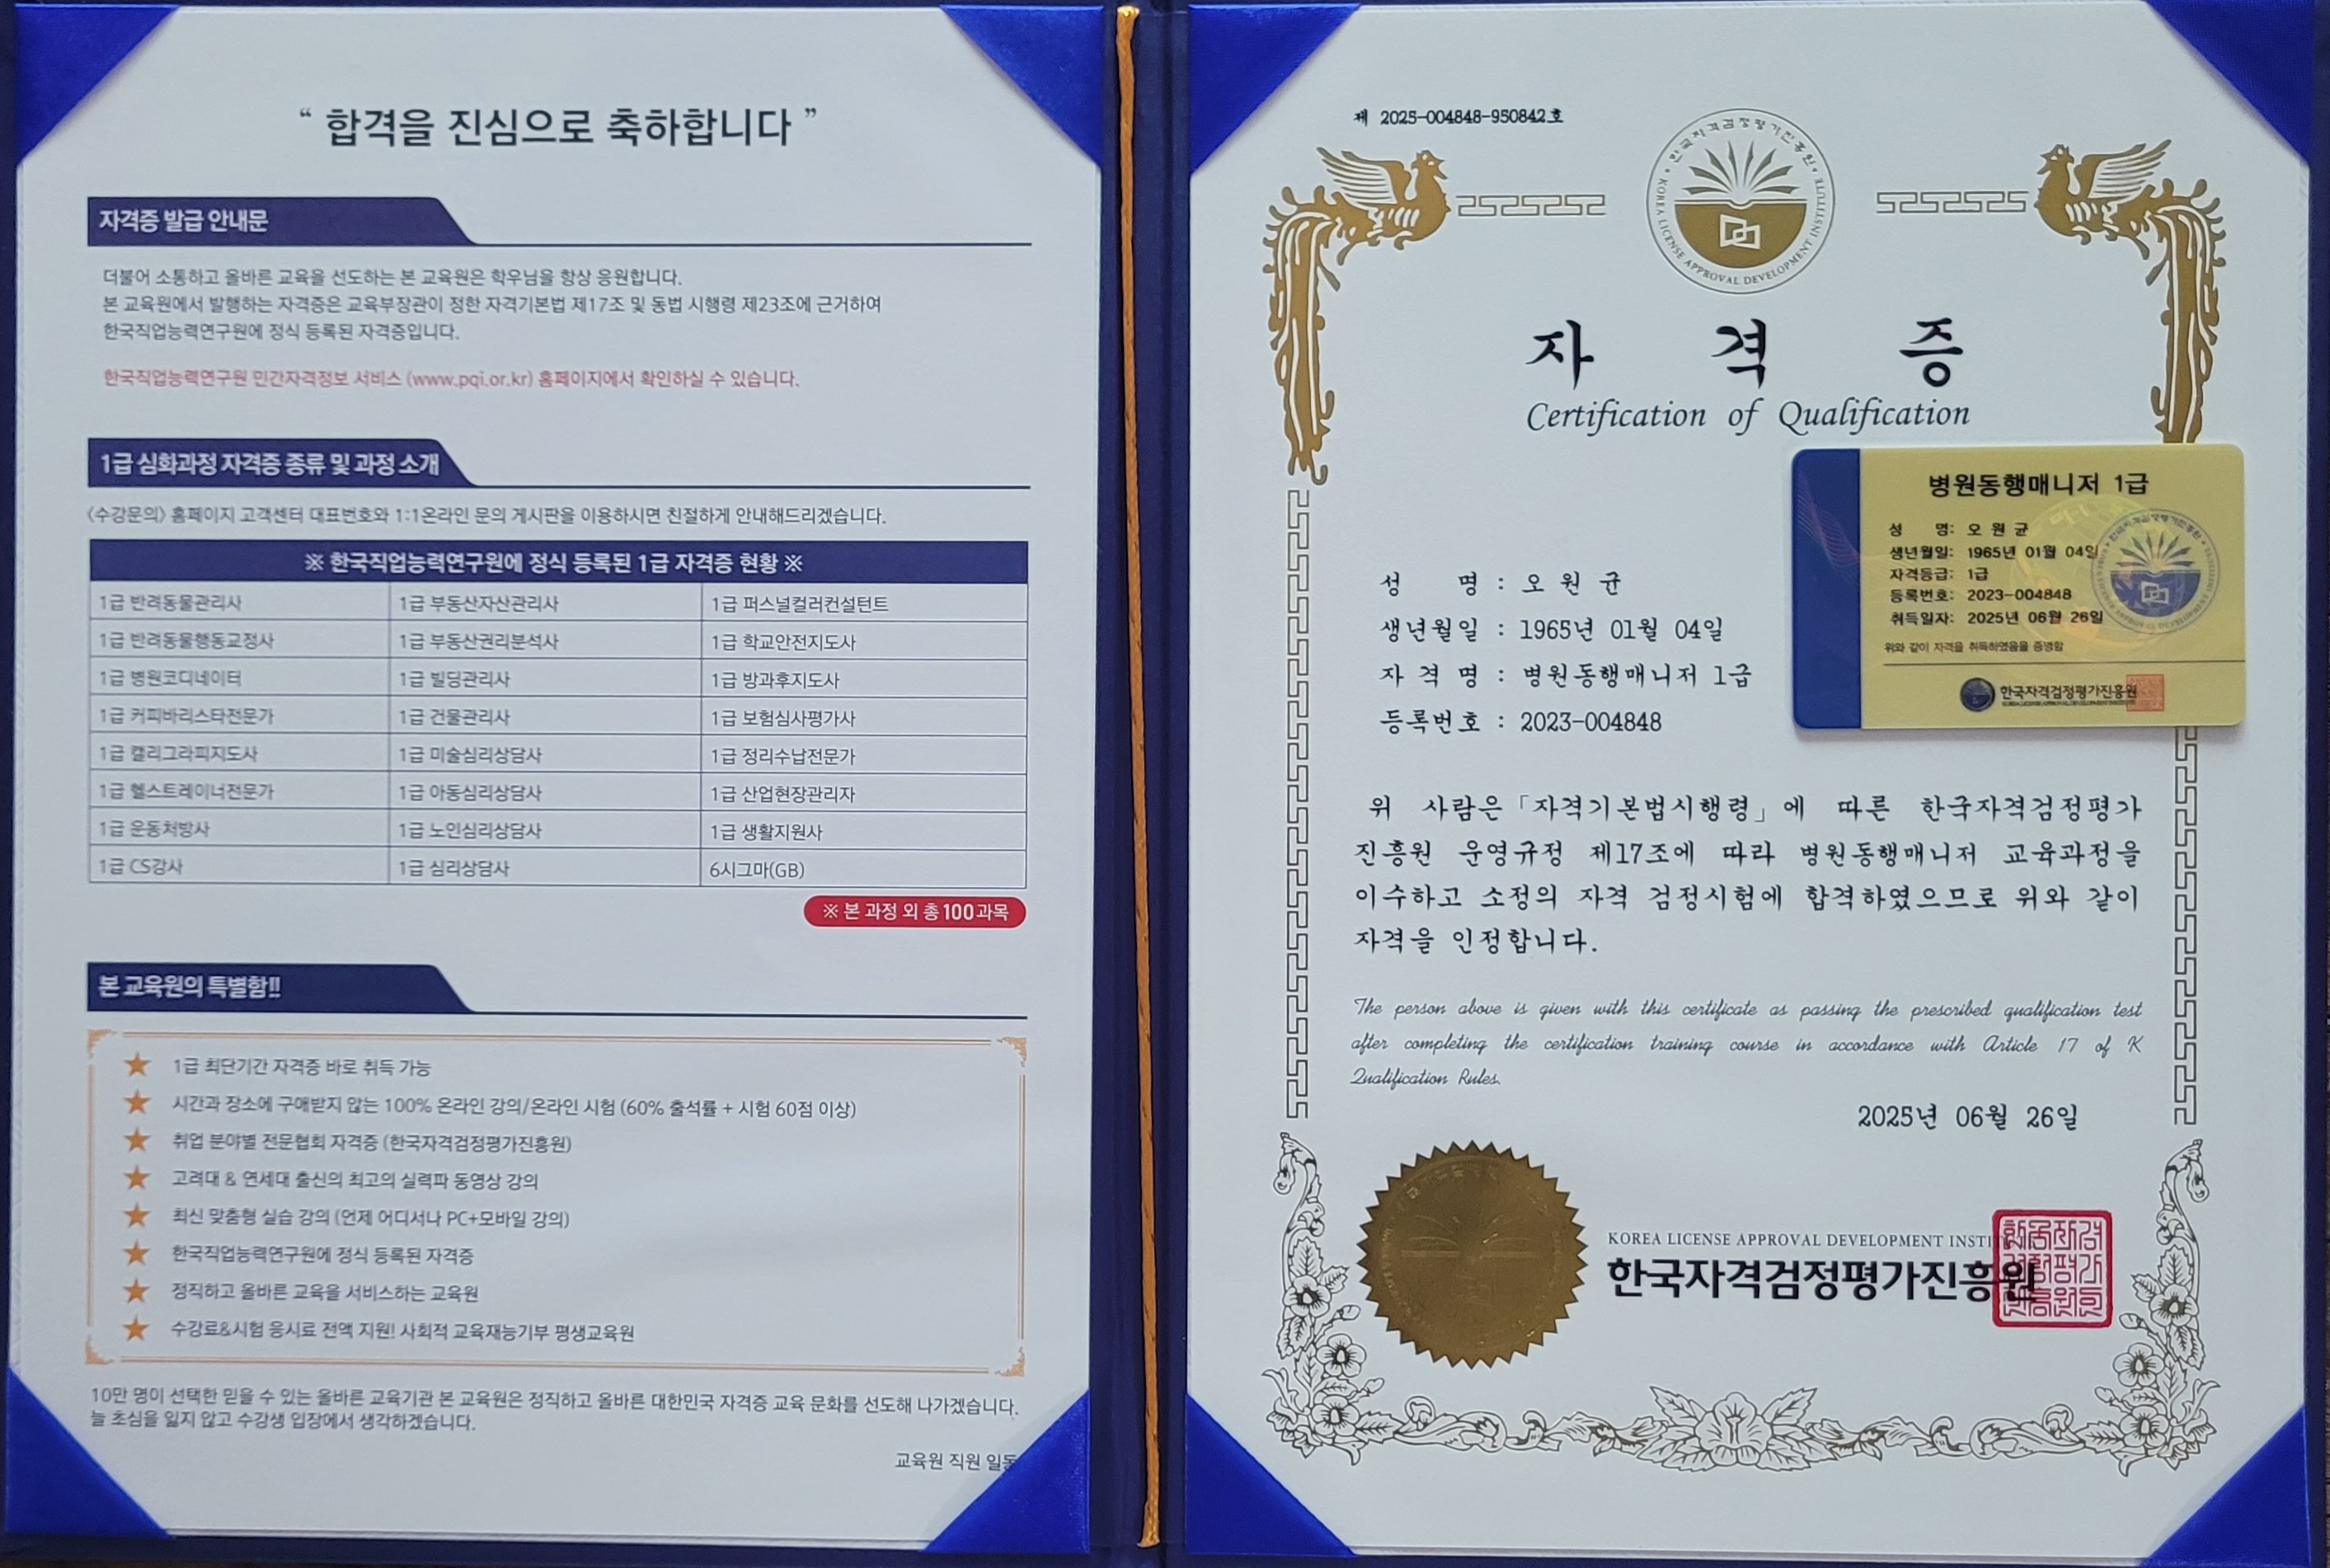 “ 합격을 진심으로 축하합니다 ”
자격증 발급 안내문
더불어 소통하고 올바른 교육을 선도하는 본 교육원은 학우님을 항상 응원합니다.
본 교육원에서 발행하는 자격증은 교육부장관이 정한 자격기본법 제17조 및 동법 시행령 제23조에 근거하여
한국직업능력연구원에 정식 등록된 자격증입니다.
한국직업능력연구원 민간자격정보 서비스 (www.pqi.or.kr) 홈페이지에서 확인하실 수 있습니다.
1급 심화과정 자격증 종류 및 과정 소개
〈수강문의〉 홈페이지 고객센터 대표번호와 1:1온라인 문의 게시판을 이용하시면 친절하게 안내해드리겠습니다.
※ 한국직업능력연구원에 정식 등록된 1급 자격증 현황 ※
1급 반려동물관리사 1급 부동산자산관리사 1급 퍼스널컬러컨설턴트
1급 반려동물행동교정사 1급 부동산권리분석사 1급 학교안전지도사
1급 병원코디네이터 1급 빌딩관리사 1급 방과후지도사
1급 커피바리스타전문가 1급 건물관리사 1급 보험심사평가사
1급 캘리그라피지도사 1급 미술심리상담사 1급 정리수납전문가
1급 헬스트레이너전문가 1급 아동심리상담사 1급 산업현장관리자
1급 운동처방사 1급 노인심리상담사 1급 생활지원사
1급 CS강사 1급 심리상담사 6시그마(GB)
※ 본 과정 외 총 100과목
본 교육원의 특별함!!
1급 최단기간 자격증 바로 취득 가능
시간과 장소에 구애받지 않는 100% 온라인 강의/온라인 시험 (60% 출석률 + 시험 60점 이상)
취업 분야별 전문협회 자격증 (한국자격검정평가진흥원)
고려대 & 연세대 출신의 최고의 실력파 동영상 강의
최신 맞춤형 실습 강의 (언제 어디서나 PC+모바일 강의)
한국직업능력연구원에 정식 등록된 자격증
정직하고 올바른 교육을 서비스하는 교육원
수강료&시험 응시료 전액 지원! 사회적 교육재능기부 평생교육원
10만 명이 선택한 믿을 수 있는 올바른 교육기관 본 교육원은 정직하고 올바른 대한민국 자격증 교육 문화를 선도해 나가겠습니다.
늘 초심을 잃지 않고 수강생 입장에서 생각하겠습니다.
교육원 직원 일동
제 2025-004848-950842호
한국자격검정평가진흥원
KOREA LICENSE APPROVAL DEVELOPMENT INSTITUTE
자 격 증
Certification of Qualification
성 명 : 오 원 균
생년월일 : 1965년 01월 04일
자 격 명 : 병원동행매니저 1급
등록번호 : 2023-004848
병원동행매니저 1급
성 명: 오 원 균
생년월일: 1965년 01월 04일
자격등급: 1급
등록번호: 2023-004848
취득일자: 2025년 06월 26일
위와 같이 자격을 취득하였음을 증명함
한국자격검정평가진흥원
KOREA LICENSE APPROVAL DEVELOPMENT INSTITUTE
위 사람은 「자격기본법시행령」에 따른 한국자격검정평가
진흥원 운영규정 제17조에 따라 병원동행매니저 교육과정을
이수하고 소정의 자격 검정시험에 합격하였으므로 위와 같이
자격을 인정합니다.
The person above is given with this certificate as passing the prescribed qualification test
after completing the certification training course in accordance with Article 17 of K
Qualification Rules.
2025년 06월 26일
KOREA LICENSE APPROVAL DEVELOPMENT INSTI
한국자격검정평가진흥원